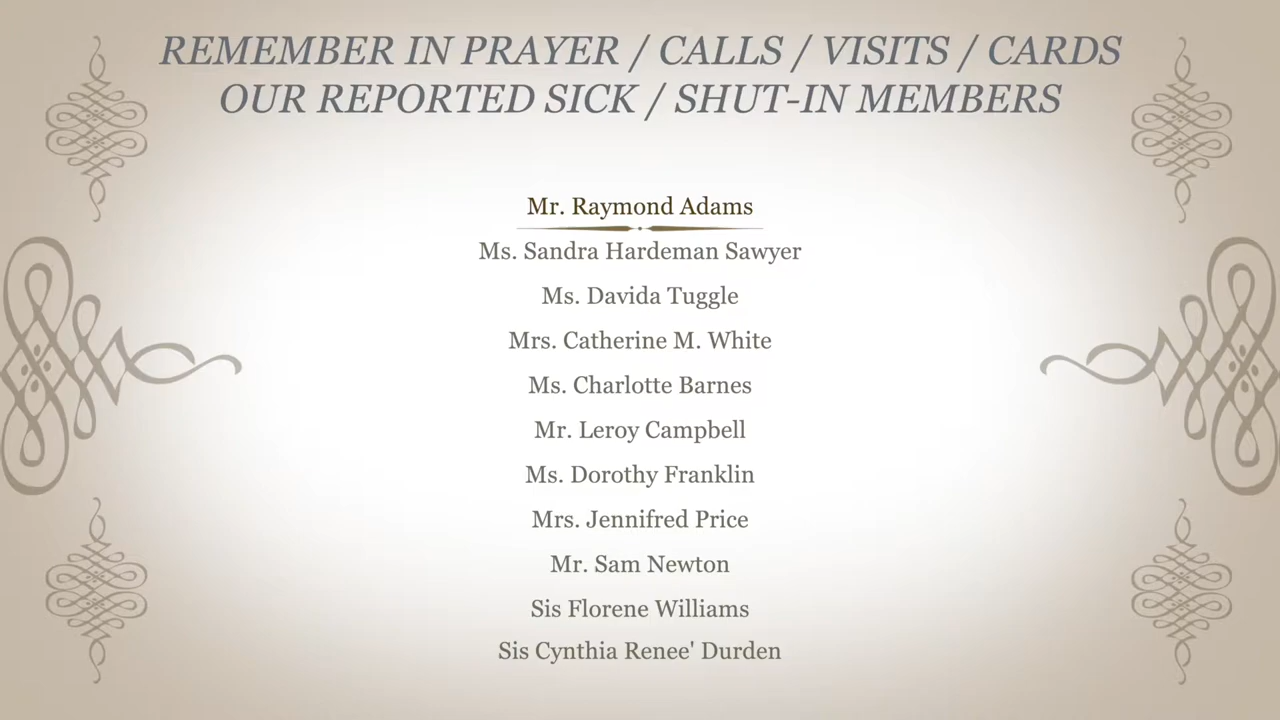 REMEMBER IN PRAYER / CALLS / VISITS / CARDS
OUR REPORTED SICK / SHUT-IN MEMBERS
Mr. Raymond Adams
Ms. Sandra Hardeman Sawyer
Ms. Davida Tuggle
Mrs. Catherine M. White
Ms. Charlotte Barnes
Mr. Leroy Campbell
Ms. Dorothy Franklin
Mrs. Jennifred Price
Mr. Sam Newton
Sis Florene Williams
Sis Cynthia Renee' Durden